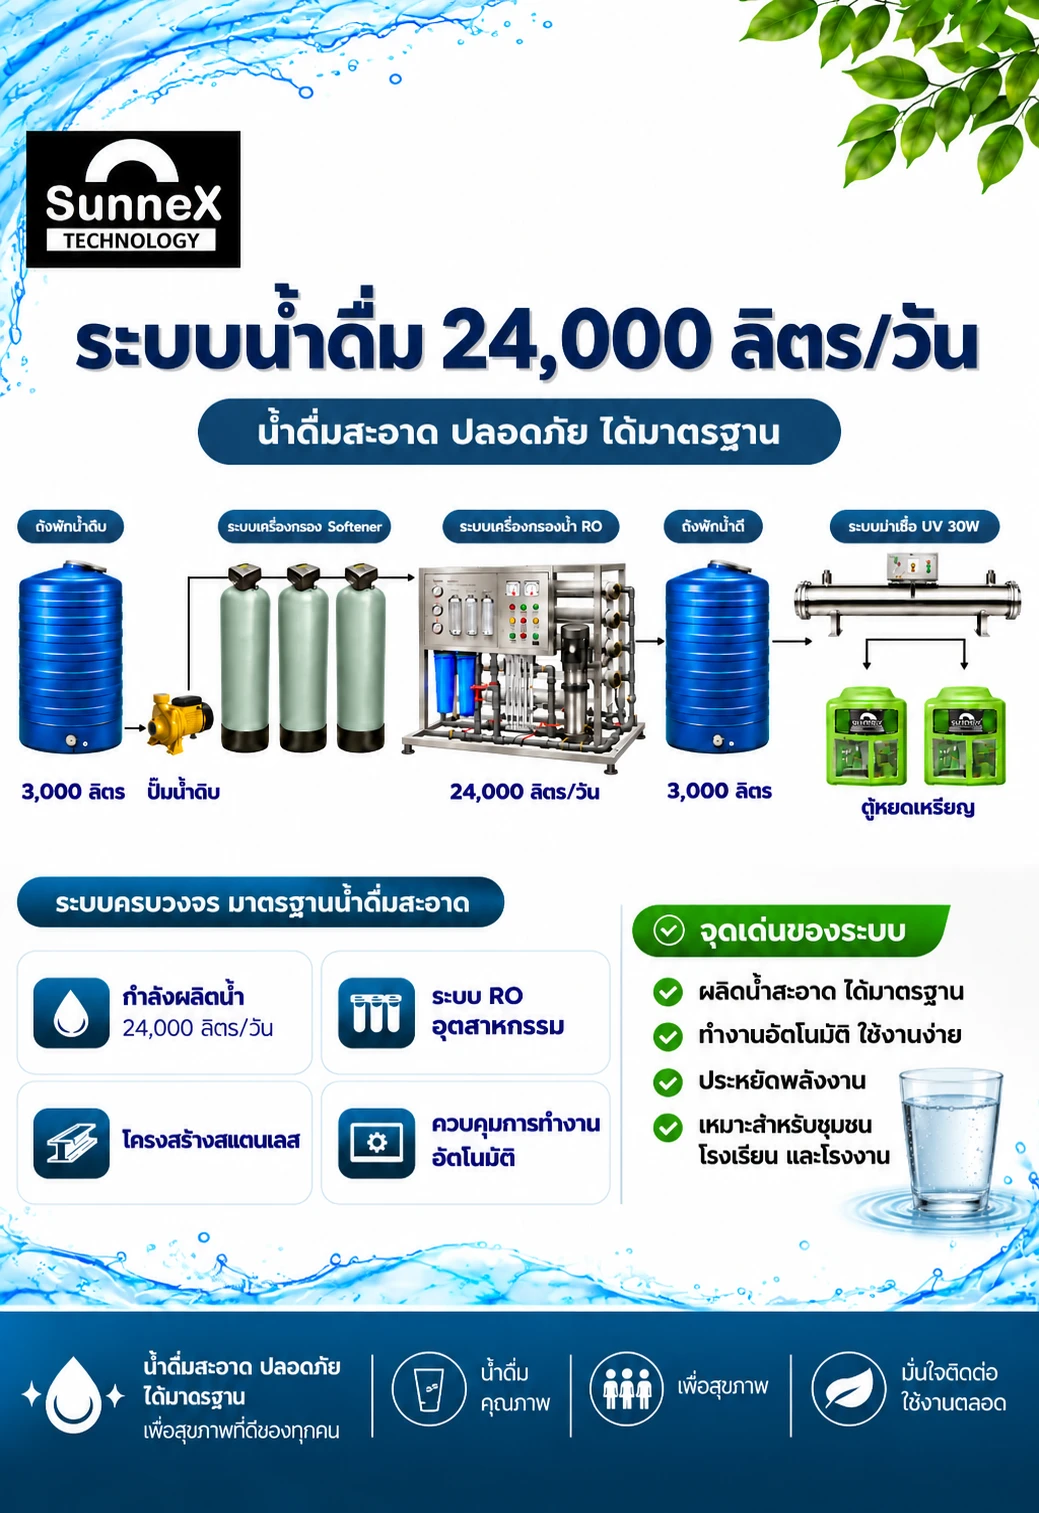 SunneX
TECHNOLOGY
ระบบน้ำดื่ม 24,000 ลิตร/วัน
น้ำดื่มสะอาด ปลอดภัย ได้มาตรฐาน
ถังพักน้ำดิบ
ระบบเครื่องกรอง Softener
ระบบเครื่องกรองน้ำ RO
ถังพักน้ำดี
ระบบม่าเชื้อ UV 30W
3,000 ลิตร
ปั๊มน้ำดิบ
24,000 ลิตร/วัน
3,000 ลิตร
ตู้หยดเหรียญ
ระบบครบวงจร มาตรฐานน้ำดื่มสะอาด
กำลังผลิตน้ำ
24,000 ลิตร/วัน
ระบบ RO
อุตสาหกรรม
โครงสร้างสแตนเลส
ควบคุมการทำงาน
อัตโนมัติ
จุดเด่นของระบบ
ผลิดน้ำสะอาด ได้มาตรฐาน
ทำงานอัตโนมัติ ใช้งานง่าย
ประหยัดพลังงาน
เหมาะสำหรับชุมชน
โรงเรียน และโรงงาน
น้ำดื่มสะอาด ปลอดภัย
ได้มาดรฐาน
เพื่อสุขภาพที่ดีของทุกคน
น้ำดื่ม
คุณภาพ
เพื่อสุขภาพ
มั่นใจติดต่อ
ใช้งานตลอด